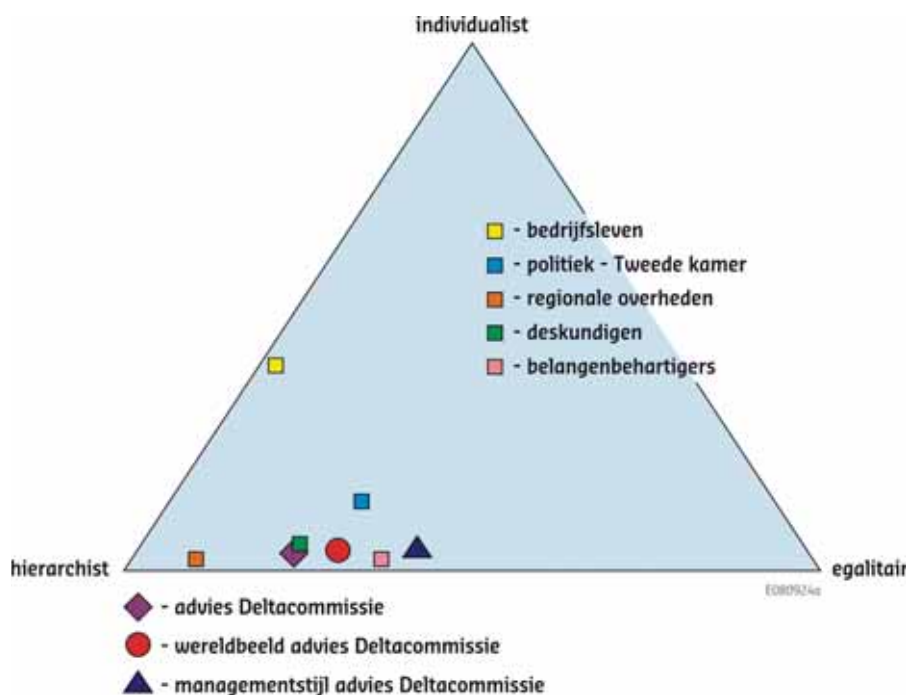 individualist
- bedrijfsleven
- politiek - Tweede kamer
- regionale overheden
- deskundigen
- belangenbehartigers
hierarchist
egalitair
E080924a
- advies Deltacommissie
- wereldbeeld advies Deltacommissie
- managementstijl advies Deltacommissie